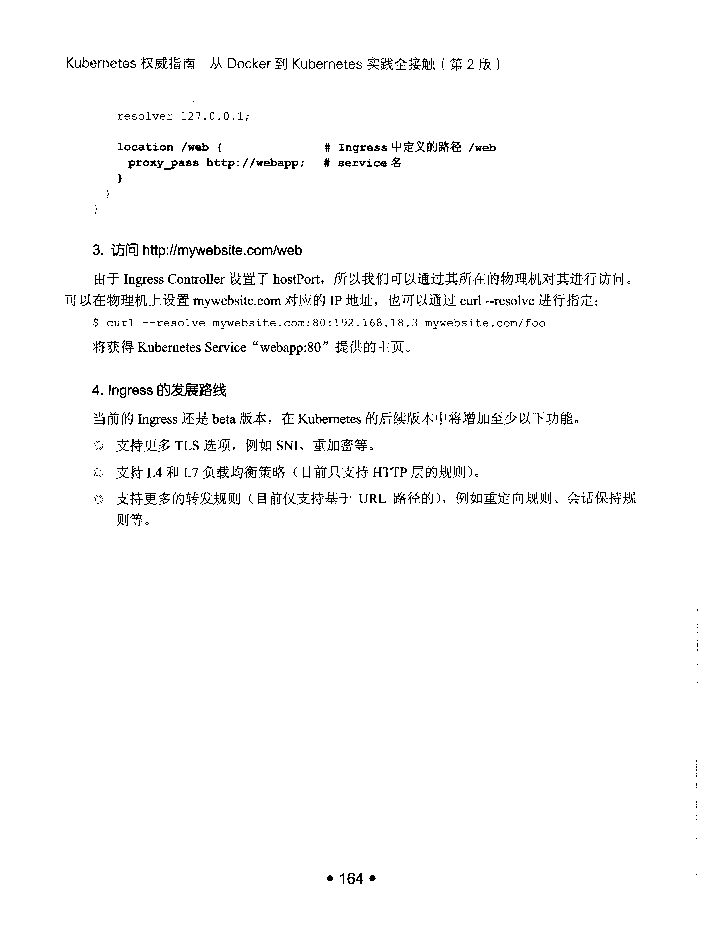 Kubernetes 权威指南 从 Docker 到 Kubernetes 实践全接触（第 2 版）
resolver 127.0.0.1;
location /web { # Ingress 中定义的路径 /web
proxy_pass http://webapp; # service 名
}
}
}
3. 访问 http://mywebsite.com/web
由于 Ingress Controller 设置了 hostPort，所以我们可以通过其所在的物理机对其进行访问。
可以在物理机上设置 mywebsite.com 对应的 IP 地址，也可以通过 curl --resolve 进行指定：
$ curl --resolve mywebsite.com:80:192.168.18.3 mywebsite.com/foo
将获得 Kubernetes Service“webapp:80”提供的主页。
4. Ingress 的发展路线
当前的 Ingress 还是 beta 版本，在 Kubernetes 的后续版本中将增加至少以下功能。
支持更多 TLS 选项，例如 SNI、重加密等。
支持 L4 和 L7 负载均衡策略（目前只支持 HTTP 层的规则）。
支持更多的转发规则（目前仅支持基于 URL 路径的），例如重定向规则、会话保持规
则等。
• 164 •